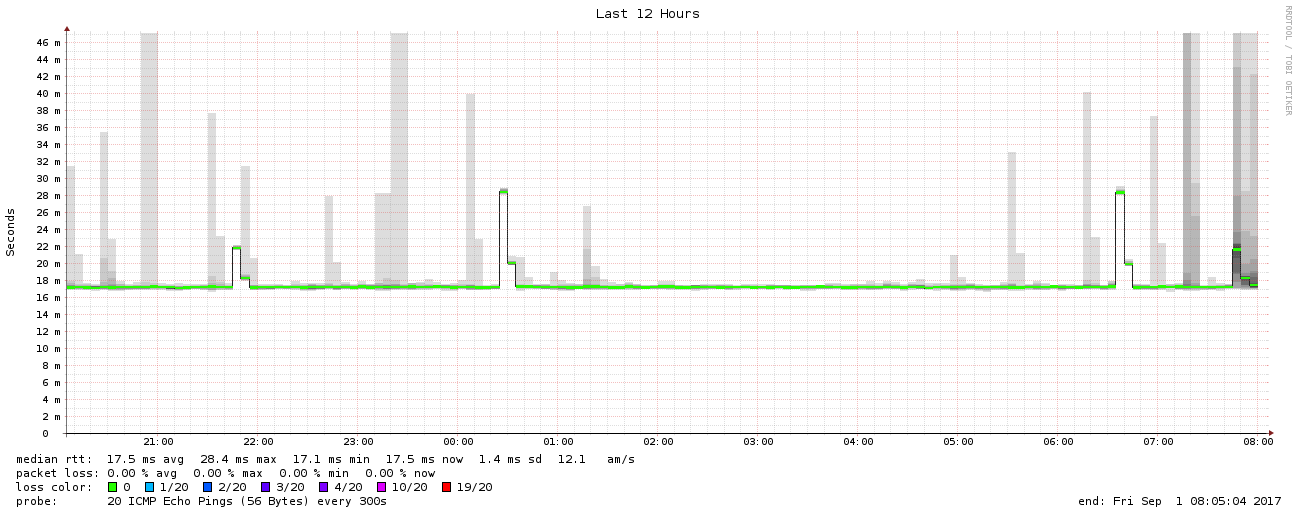 Last 12 Hours
RRDTOOL / TOBI OETIKER
Seconds
46 m
44 m
42 m
40 m
38 m
36 m
34 m
32 m
30 m
28 m
26 m
24 m
22 m
20 m
18 m
16 m
14 m
12 m
10 m
8 m
6 m
4 m
2 m
0
21:00 22:00 23:00 00:00 01:00 02:00 03:00 04:00 05:00 06:00 07:00 08:00
median rtt: 17.5 ms avg 28.4 ms max 17.1 ms min 17.5 ms now 1.4 ms sd 12.1 am/s
packet loss: 0.00 % avg 0.00 % max 0.00 % min 0.00 % now
loss color: 0 1/20 2/20 3/20 4/20 10/20 19/20
probe: 20 ICMP Echo Pings (56 Bytes) every 300s end: Fri Sep 1 08:05:04 2017